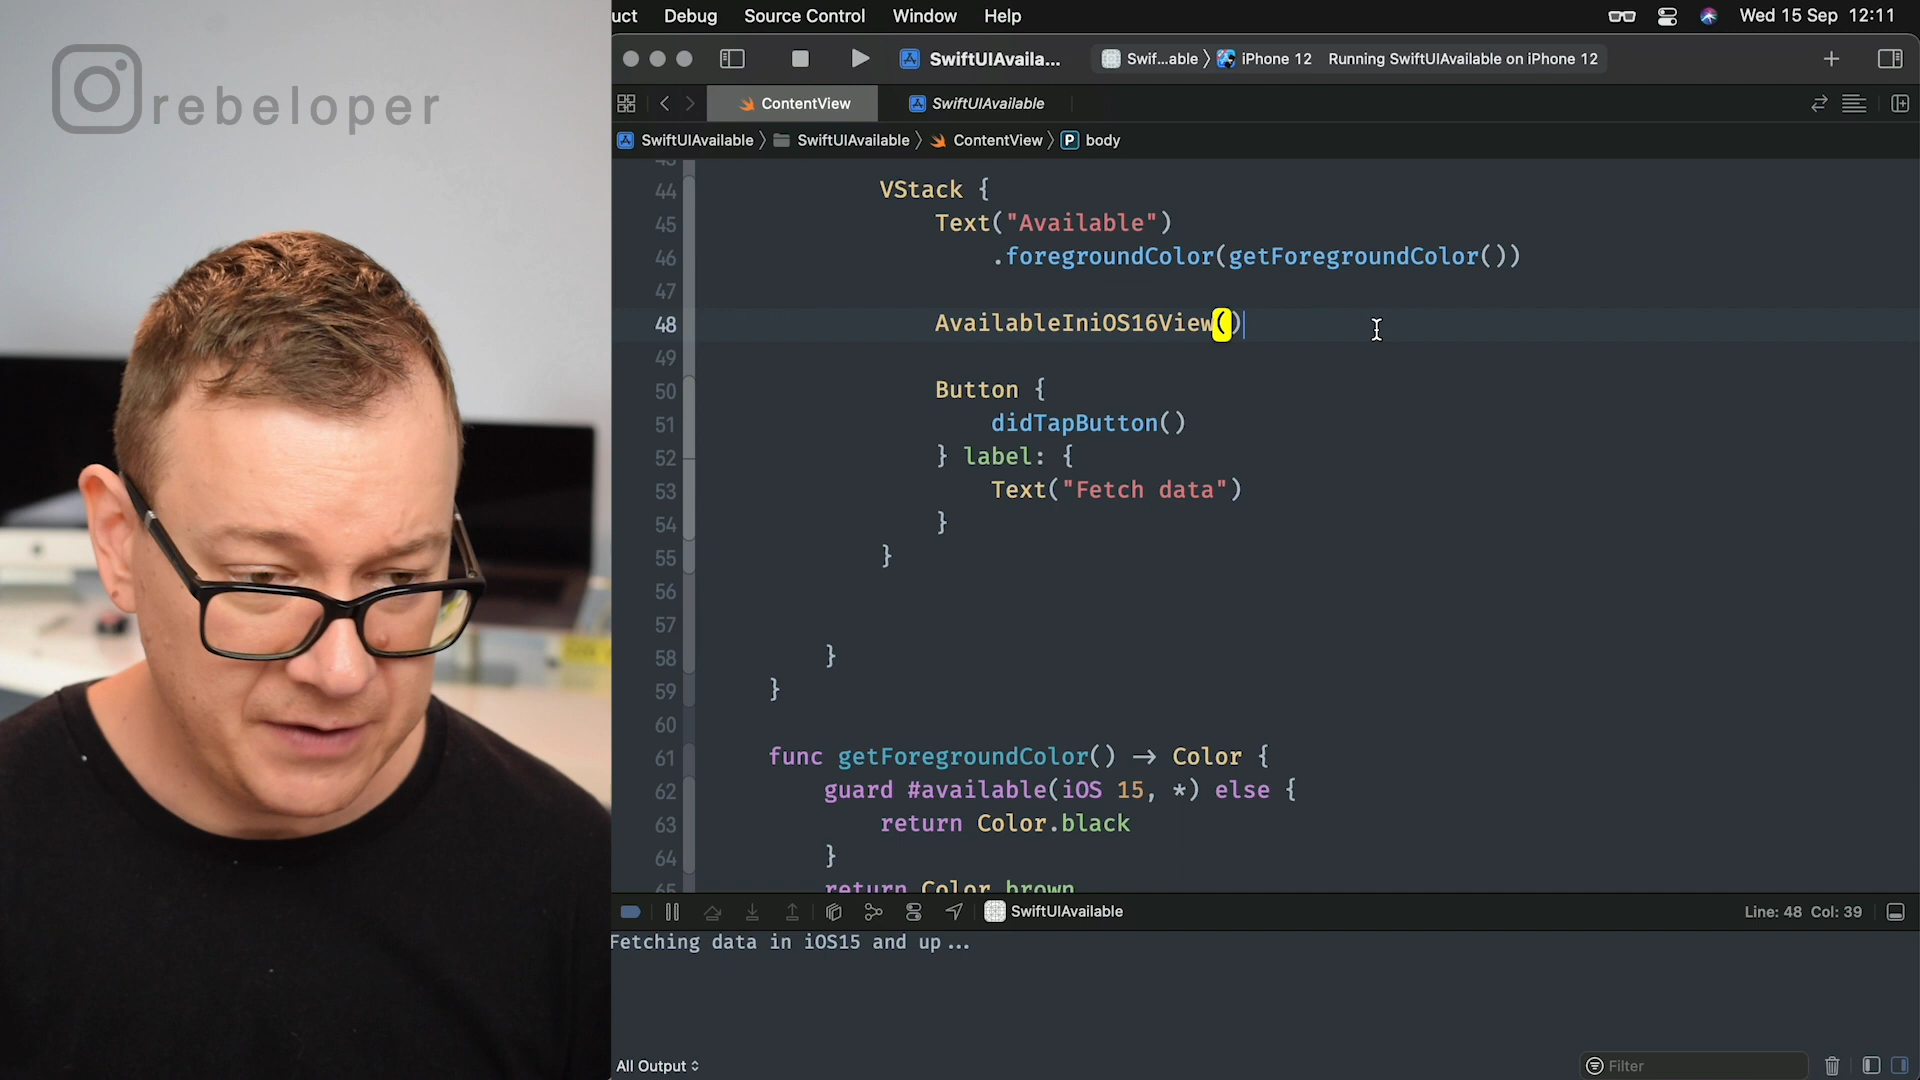 rebeloper
uct Debug Source Control Window Help Wed 15 Sep 12:11
SwiftUIAvaila... Swif...able iPhone 12 Running SwiftUIAvailable on iPhone 12
ContentView SwiftUIAvailable
SwiftUIAvailable SwiftUIAvailable ContentView P body
44 VStack {
45 Text("Available")
46 .foregroundColor(getForegroundColor())
47
48 AvailableIniOS16View()
49
50 Button {
51 didTapButton()
52 } label: {
53 Text("Fetch data")
54 }
55 }
56
57
58 }
59 }
60
61 func getForegroundColor() → Color {
62 guard #available(iOS 15, *) else {
63 return Color.black
64 }
65 return Color.brown
SwiftUIAvailable Line: 48 Col: 39
Fetching data in iOS15 and up...
All Output Filter